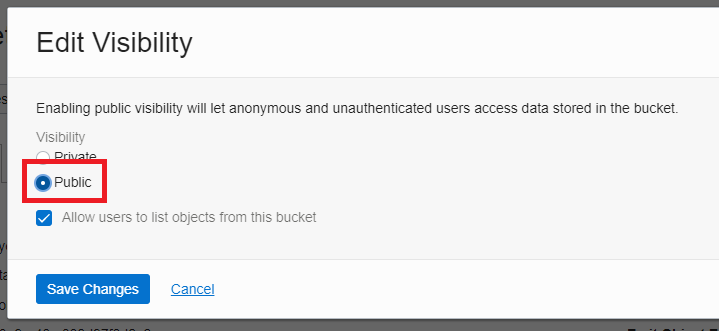 Edit Visibility
Enabling public visibility will let anonymous and unauthenticated users access data stored in the bucket.
Visibility
Private
Public
Allow users to list objects from this bucket
Save Changes
Cancel